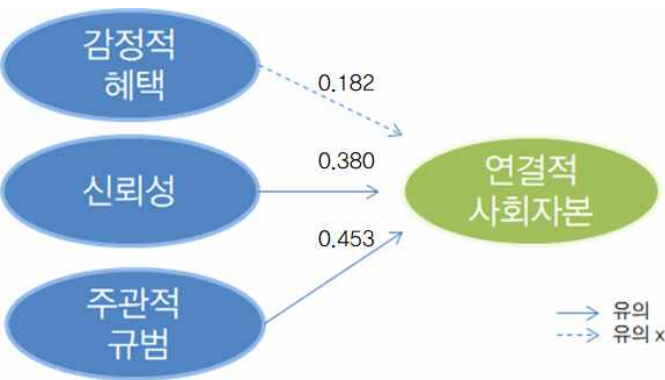 감정적
혜택
0.182
신뢰성
0.380
연결적
사회자본
0.453
주관적
규범
유의
유의 x